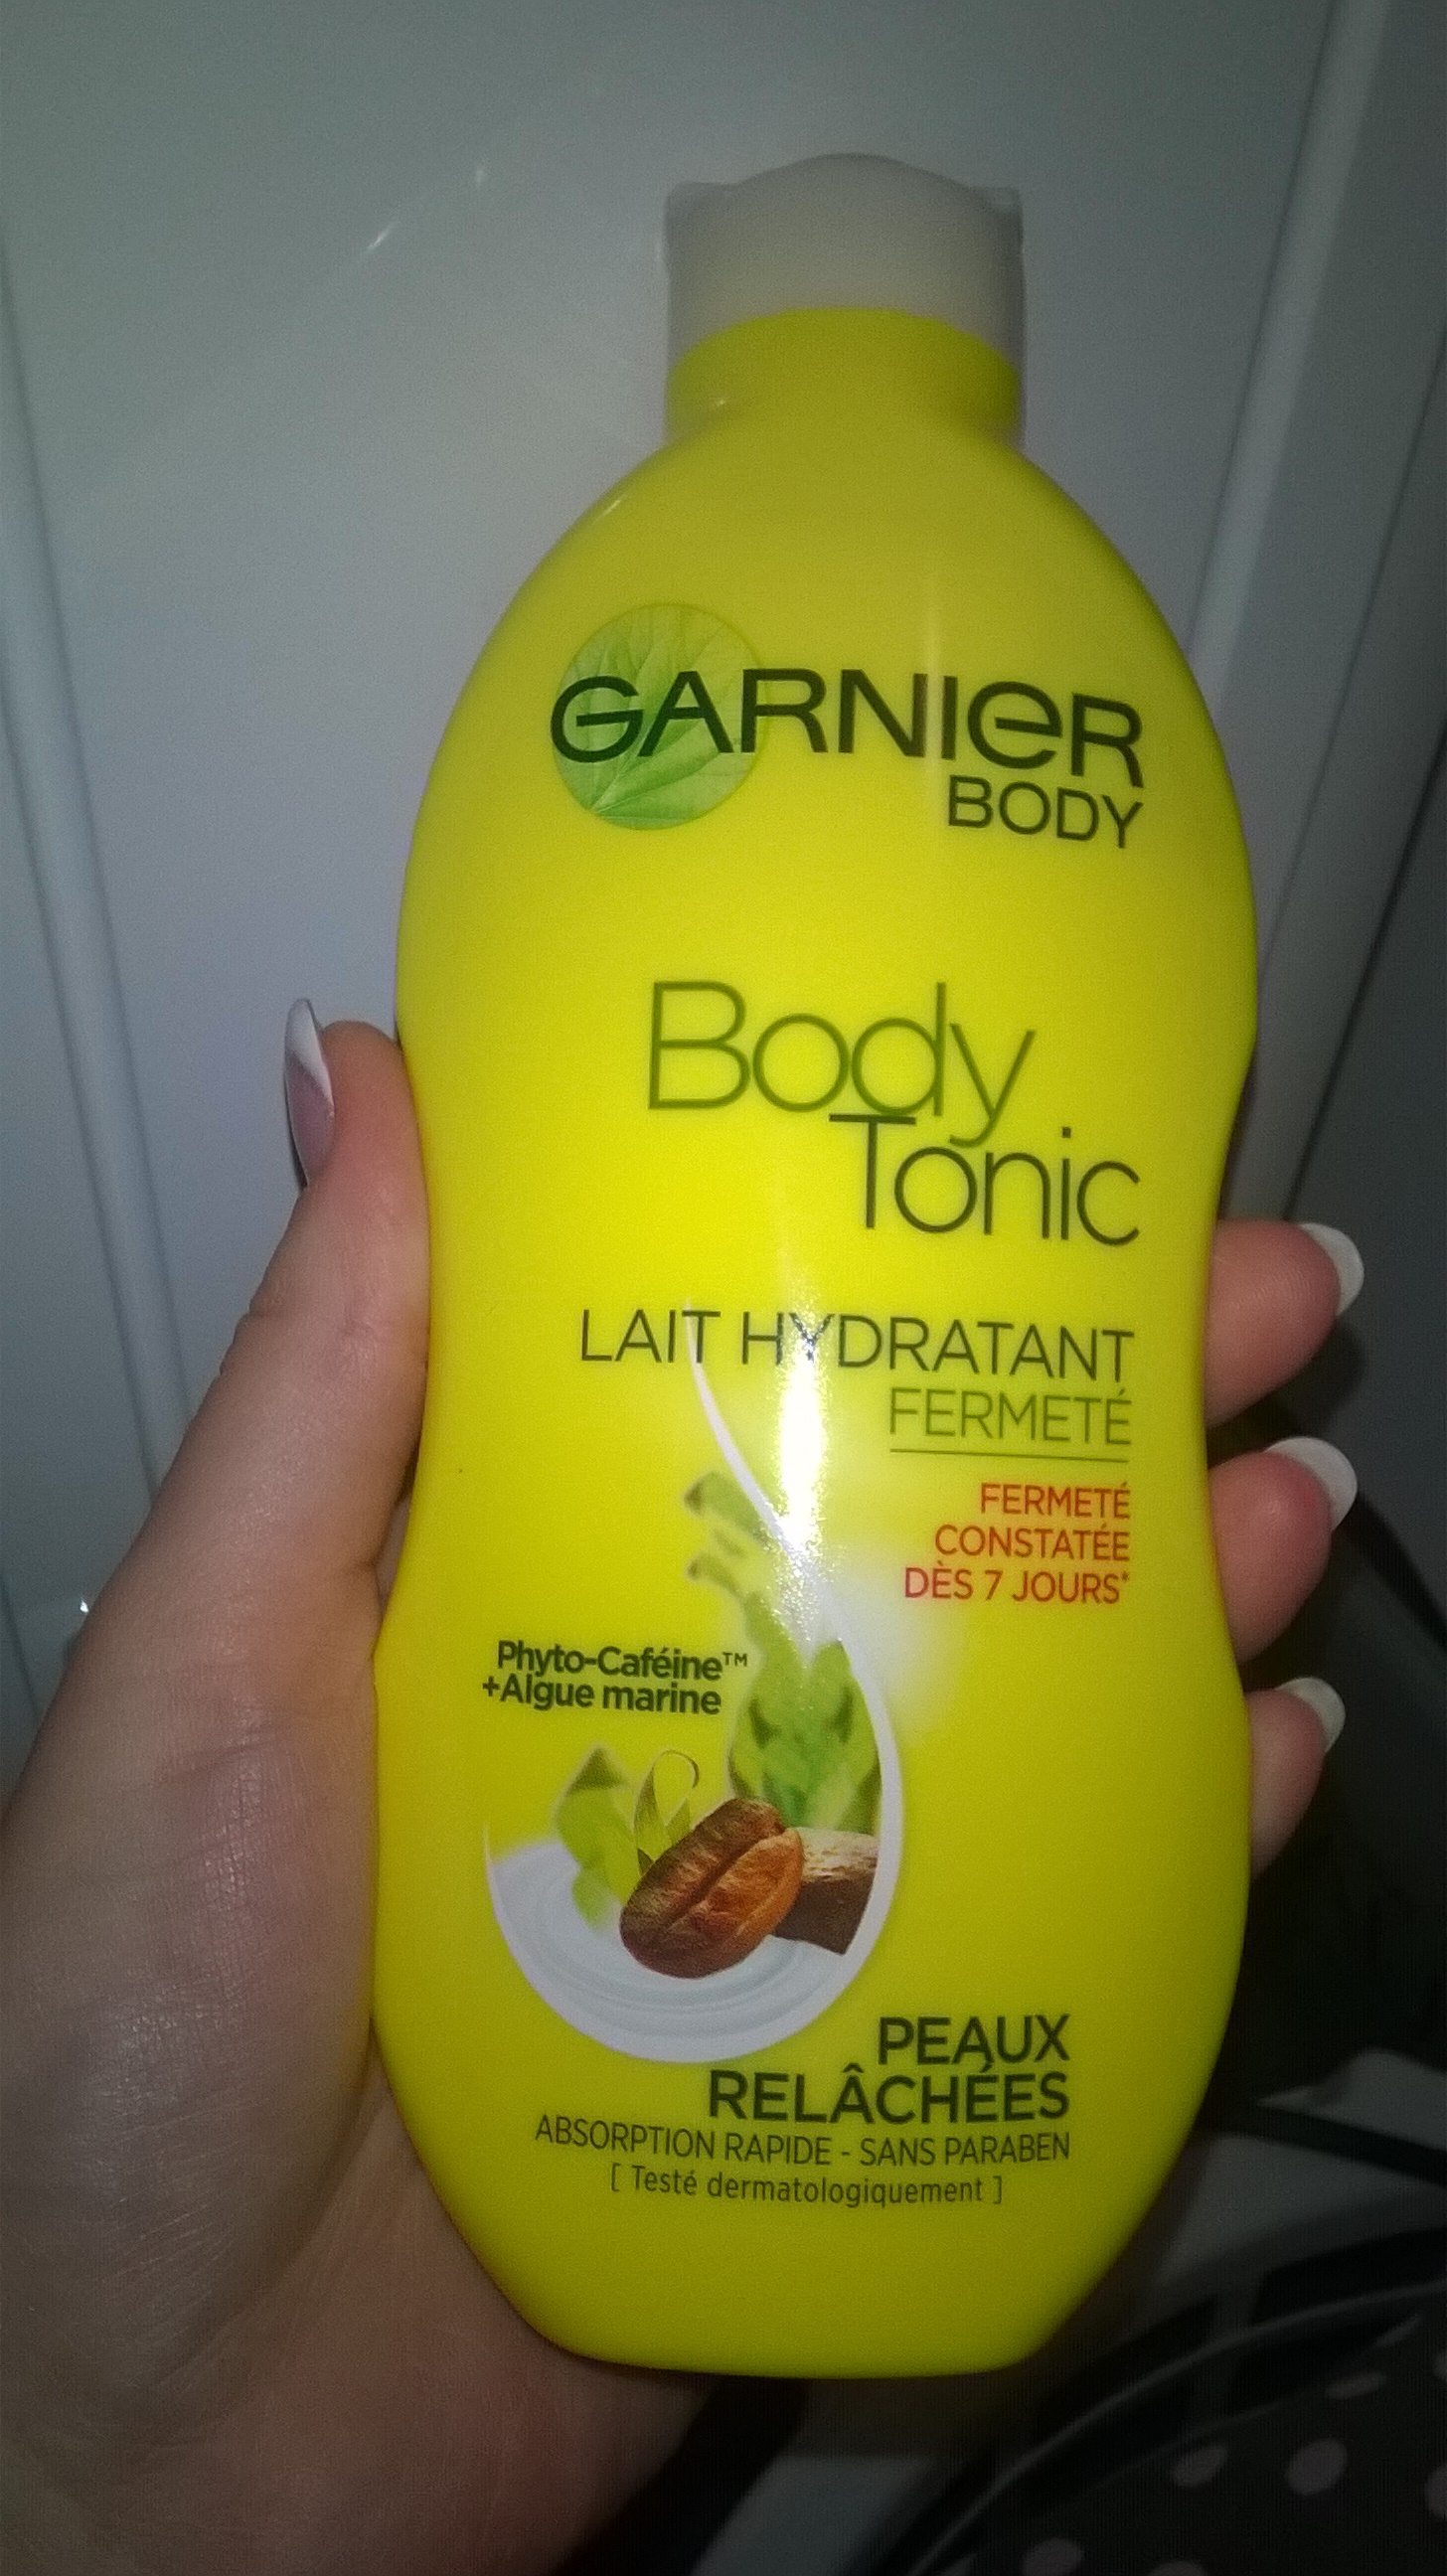 GARNIER
BODY
Body
Tonic
LAIT HYDRATANT
FERMETÉ
FERMETÉ
CONSTATÉE
DÈS 7 JOURS*
Phyto-Caféine™
+Algue marine
PEAUX
RELÂCHÉES
ABSORPTION RAPIDE - SANS PARABEN
[ Testé dermatologiquement ]